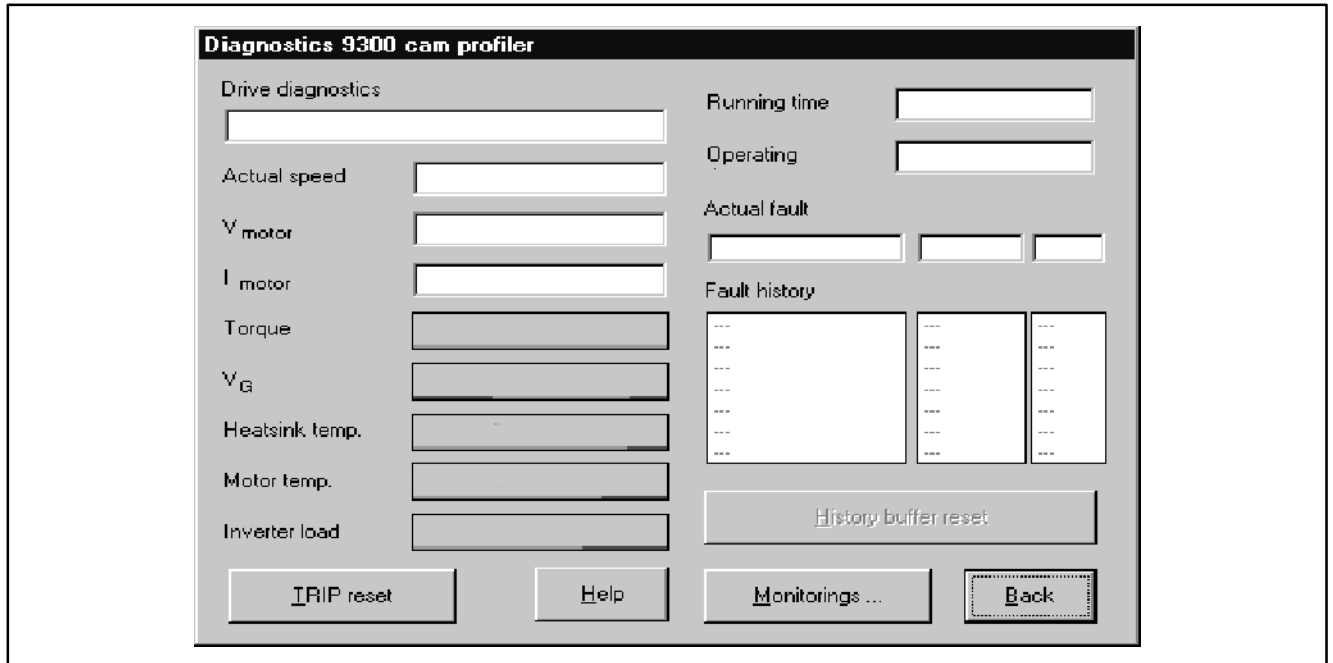 Diagnostics 9300 cam profiler
Drive diagnostics
Actual speed
V motor
I motor
Torque
V G
Heatsink temp.
Motor temp.
Inverter load
TRIP reset
Help
Running time
Operating
Actual fault
Fault history
--- --- ---
--- --- ---
--- --- ---
--- --- ---
--- --- ---
--- --- ---
--- --- ---
History buffer reset
Monitorings ...
Back